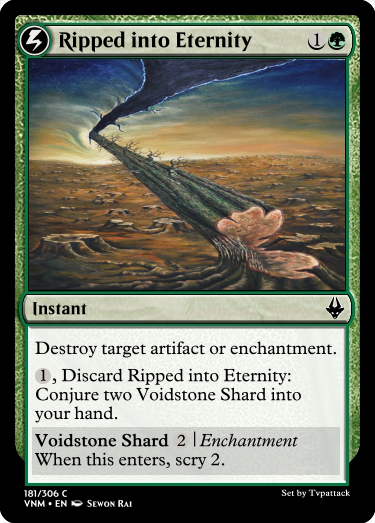 Ripped into Eternity 1
Instant
Destroy target artifact or enchantment.
1, Discard Ripped into Eternity:
Conjure two Voidstone Shard into
your hand.
Voidstone Shard 2 | Enchantment
When this enters, scry 2.
181/306 C
VNM • EN Sewon Rai
Set by Tvpattack